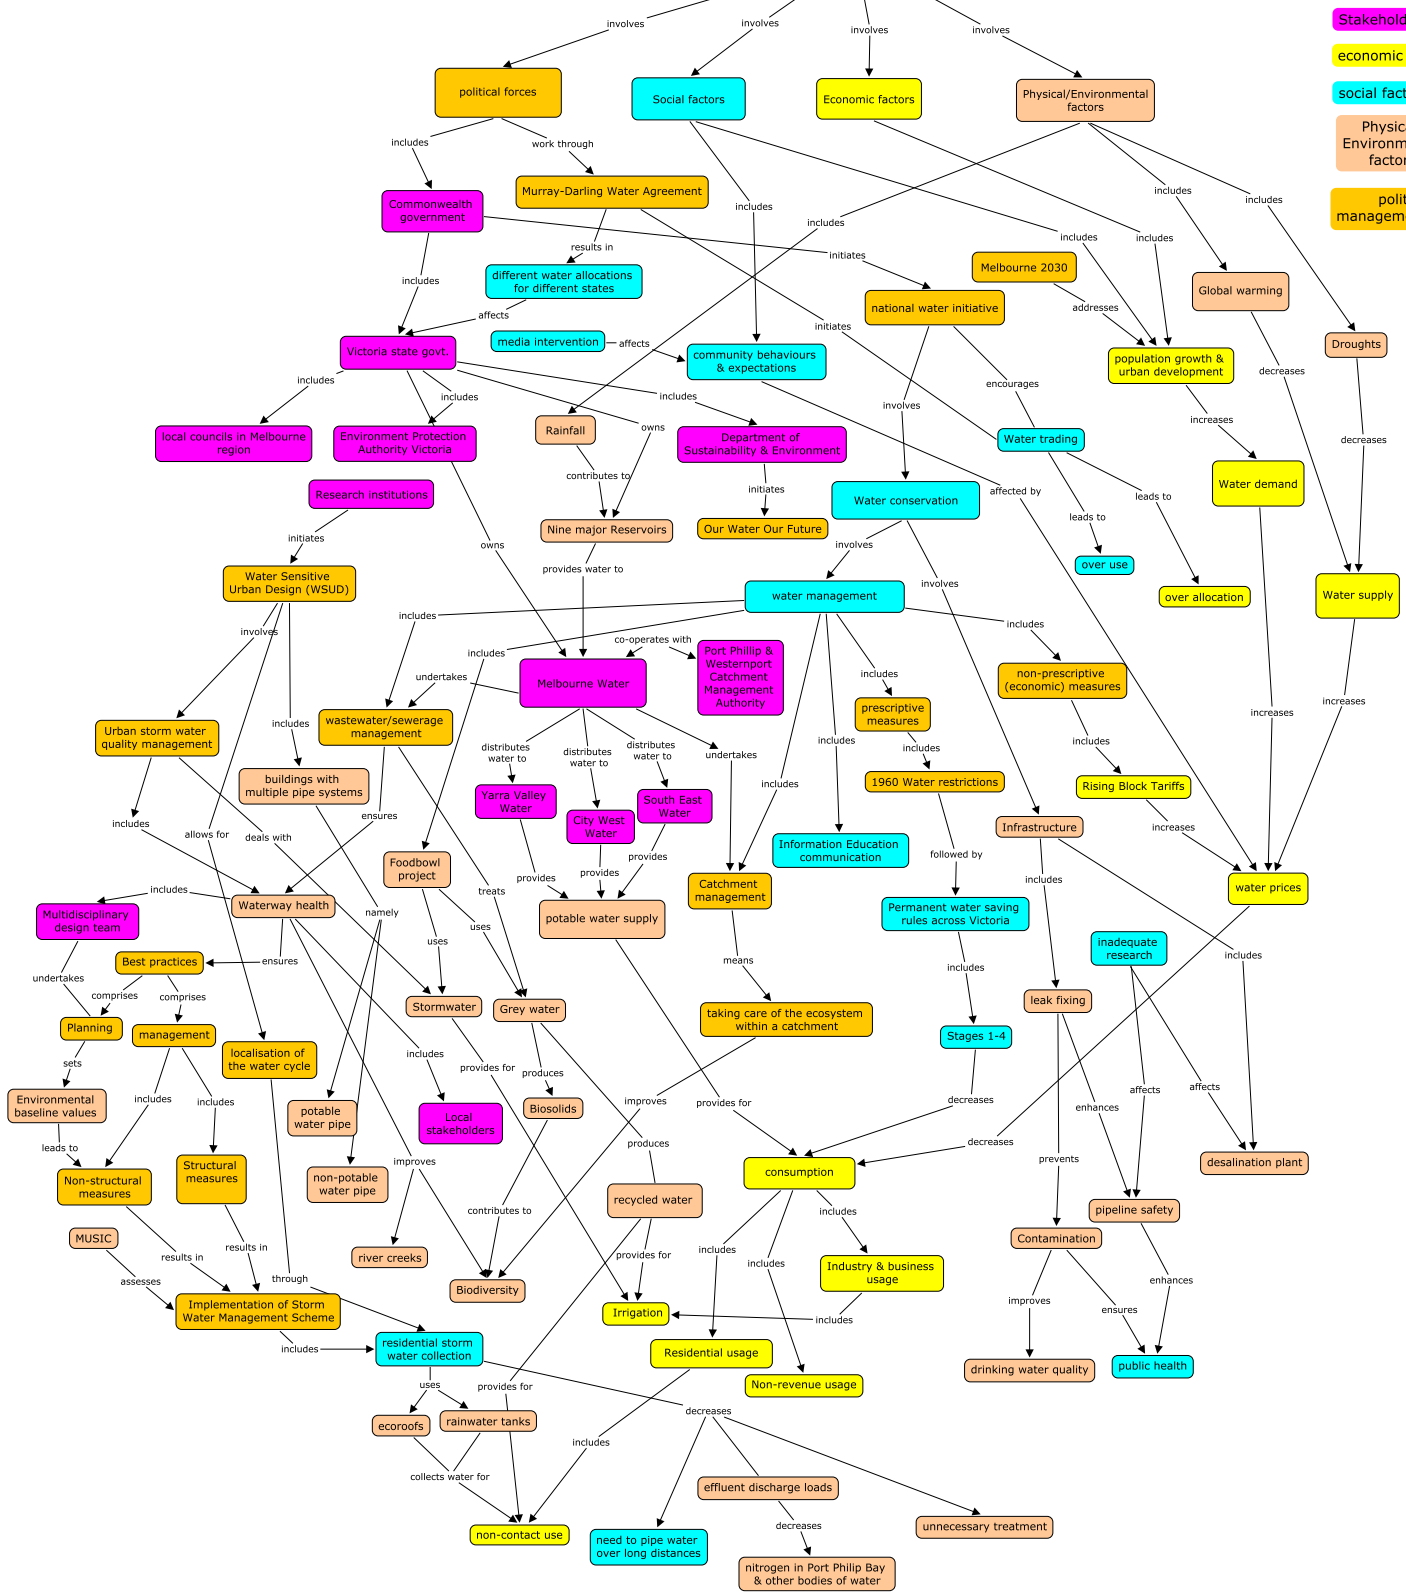 involves
involves
involves
involves
Stakehold
economic
social fact
Physica
Environm
factor
polit
manageme
political forces
Social factors
Economic factors
Physical/Environmental
factors
includes
work through
Commonwealth
government
Murray-Darling Water Agreement
includes
includes
includes
includes
includes
includes
results in
initiates
includes
different water allocations
for different states
Melbourne 2030
Global warming
addresses
national water initiative
affects
initiates
media intervention
affects
Victoria state govt.
community behaviours
& expectations
population growth &
urban development
Droughts
decreases
includes
includes
includes
encourages
involves
increases
decreases
owns
local councils in Melbourne
region
Environment Protection
Authority Victoria
Rainfall
Department of
Sustainability & Environment
Water trading
contributes to
Water demand
Research institutions
initiates
affected by
leads to
Water conservation
leads to
Nine major Reservoirs
Our Water Our Future
initiates
owns
involves
provides water to
involves
over use
Water Sensitive
Urban Design (WSUD)
water management
over allocation
Water supply
includes
includes
involves
includes
co-operates with
includes
Port Phillip &
Westernport
Catchment
Management
Authority
undertakes
Melbourne Water
includes
non-prescriptive
(economic) measures
increases
prescriptive
measures
increases
includes
Urban storm water
quality management
wastewater/sewerage
management
distributes
water to
distributes
water to
distributes
water to
undertakes
includes
includes
includes
includes
1960 Water restrictions
buildings with
multiple pipe systems
Yarra Valley
Water
South East
Water
Rising Block Tariffs
City West
Water
includes
allows for
deals with
ensures
increases
Infrastructure
Information Education
communication
followed by
Foodbowl
project
provides
provides
provides
includes
treats
Catchment
management
water prices
includes
Waterway health
namely
uses
uses
potable water supply
Permanent water saving
rules across Victoria
Multidisciplinary
design team
inadequate
research
includes
Best practices
ensures
means
includes
undertakes
comprises
comprises
Stormwater
Grey water
leak fixing
Planning
management
taking care of the ecosystem
within a catchment
Stages 1-4
localisation of
the water cycle
includes
provides for
sets
produces
affects
affects
Environmental
baseline values
includes
includes
potable
water pipe
Local
stakeholders
Biosolids
improves
provides for
decreases
enhances
leads to
produces
decreases
prevents
improves
desalination plant
Non-structural
measures
Structural
measures
non-potable
water pipe
consumption
recycled water
contributes to
includes
pipeline safety
MUSIC
results in
results in
river creeks
includes
provides for
includes
Contamination
assesses
through
Biodiversity
Industry & business
usage
enhances
improves
ensures
Implementation of Storm
Water Management Scheme
Irrigation
includes
includes
residential storm
water collection
Residential usage
drinking water quality
public health
uses
provides for
Non-revenue usage
ecoroofs
rainwater tanks
decreases
includes
collects water for
effluent discharge loads
decreases
non-contact use
need to pipe water
over long distances
unnecessary treatment
nitrogen in Port Philip Bay
& other bodies of water